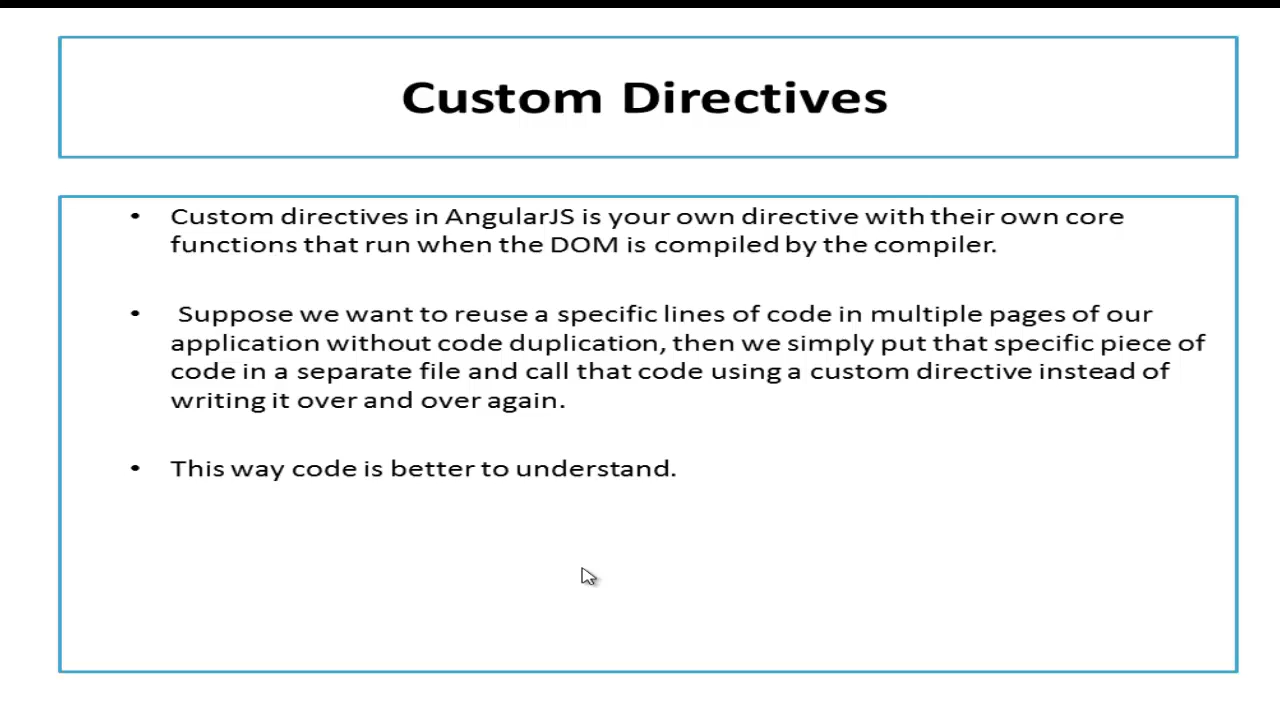 Custom Directives
• Custom directives in AngularJS is your own directive with their own core
functions that run when the DOM is compiled by the compiler.
• Suppose we want to reuse a specific lines of code in multiple pages of our
application without code duplication, then we simply put that specific piece of
code in a separate file and call that code using a custom directive instead of
writing it over and over again.
• This way code is better to understand.